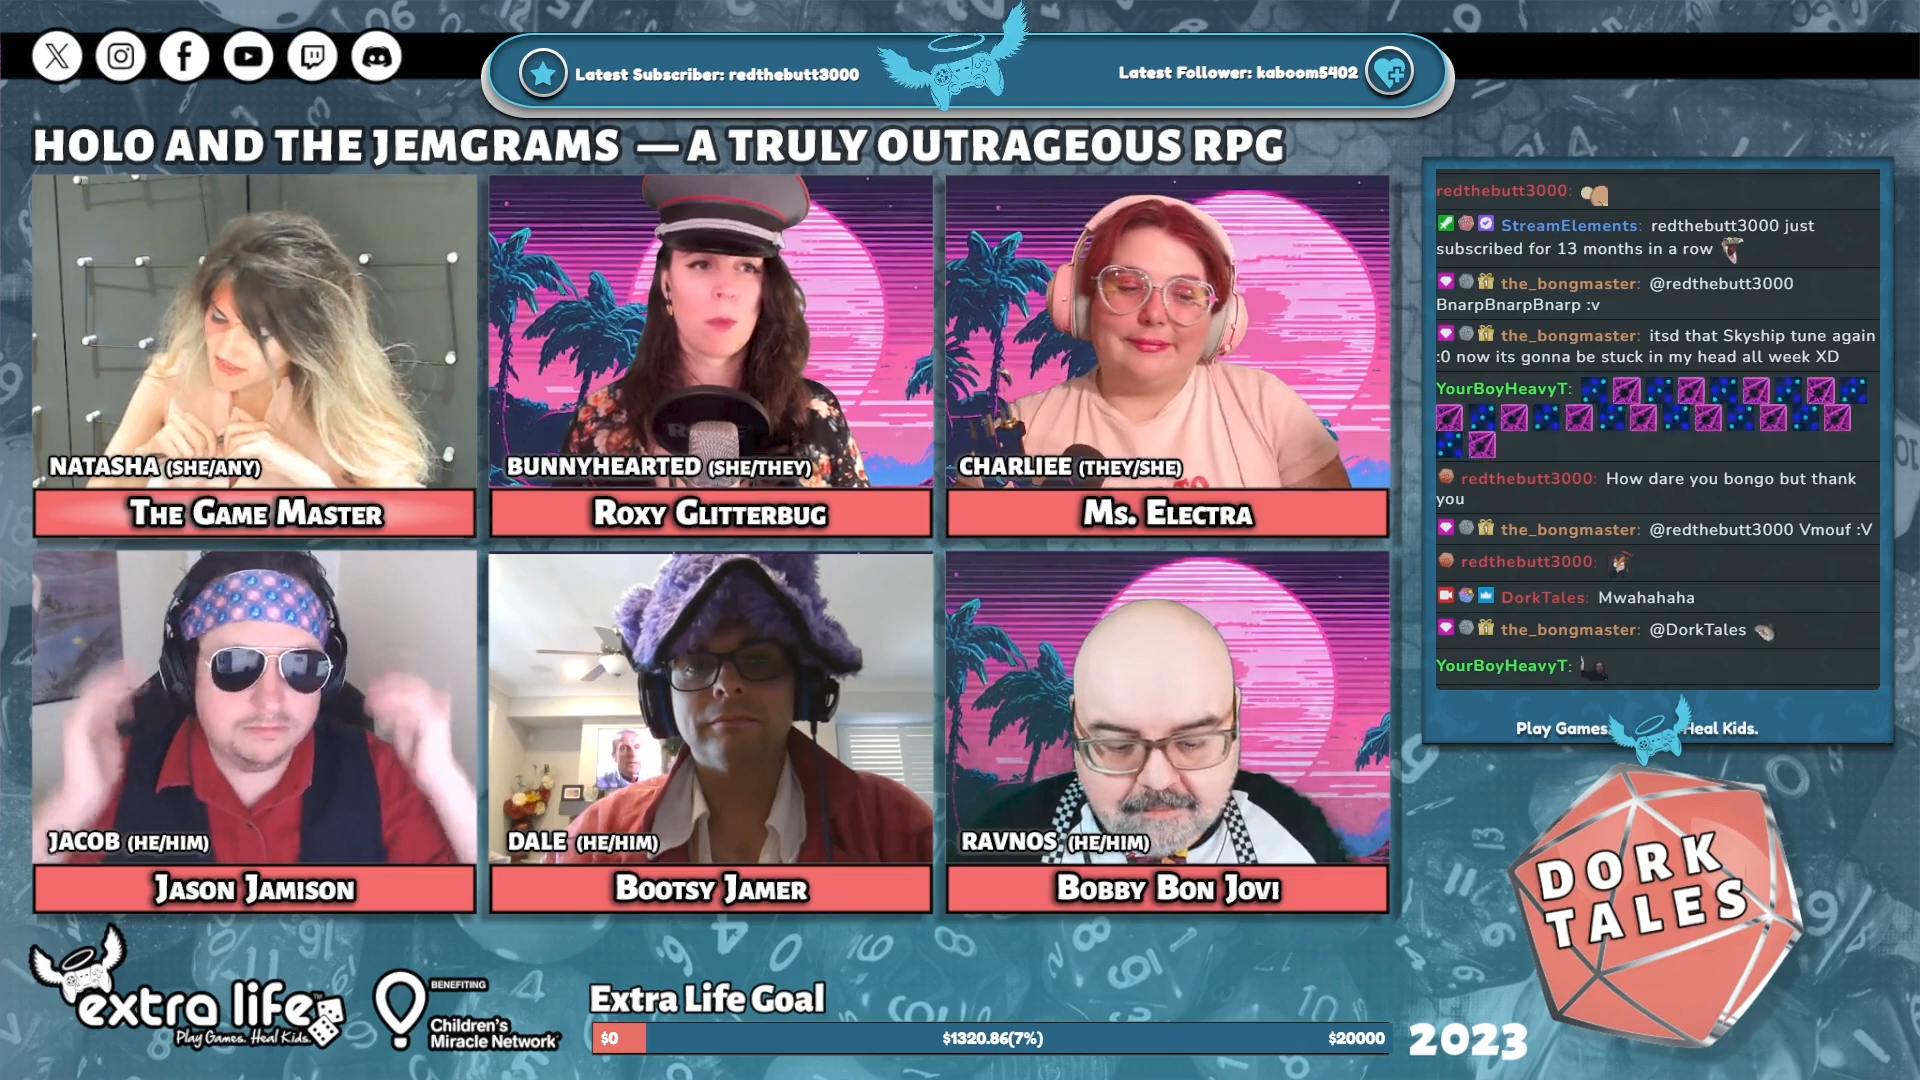 Latest Subscriber: redthebutt3000
Latest Follower: kaboom5402
HOLO AND THE JEMGRAMS — A TRULY OUTRAGEOUS RPG
NATASHA (SHE/ANY)
THE GAME MASTER
BUNNYHEARTED (SHE/THEY)
ROXY GLITTERBUG
CHARLIEE (THEY/SHE)
MS. ELECTRA
JACOB (HE/HIM)
JASON JAMISON
DALE (HE/HIM)
BOOTSY JAMER
RAVNOS (HE/HIM)
BOBBY BON JOVI
redthebutt3000:
StreamElements: redthebutt3000 just
subscribed for 13 months in a row
the_bongmaster: @redthebutt3000
BnarpBnarpBnarp :v
the_bongmaster: itsd that Skyship tune again
:0 now its gonna be stuck in my head all week XD
YourBoyHeavyT:
redthebutt3000: How dare you bongo but thank
you
the_bongmaster: @redthebutt3000 Vmouf :V
redthebutt3000:
DorkTales: Mwahahaha
the_bongmaster: @DorkTales
YourBoyHeavyT:
Play Games. Heal Kids.
DORK
TALES
extra life
Play Games. Heal Kids.
BENEFITING
Children's
Miracle Network
Extra Life Goal
$0 $1320.86(7%) $20000
2023